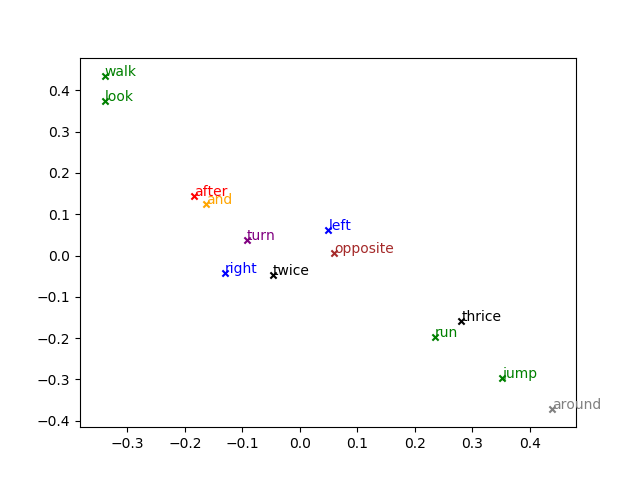 walk
look
after
and
turn
left
opposite
right
twice
thrice
run
jump
around
0.4
0.3
0.2
0.1
0.0
−0.1
−0.2
−0.3
−0.4
−0.3 −0.2 −0.1 0.0 0.1 0.2 0.3 0.4